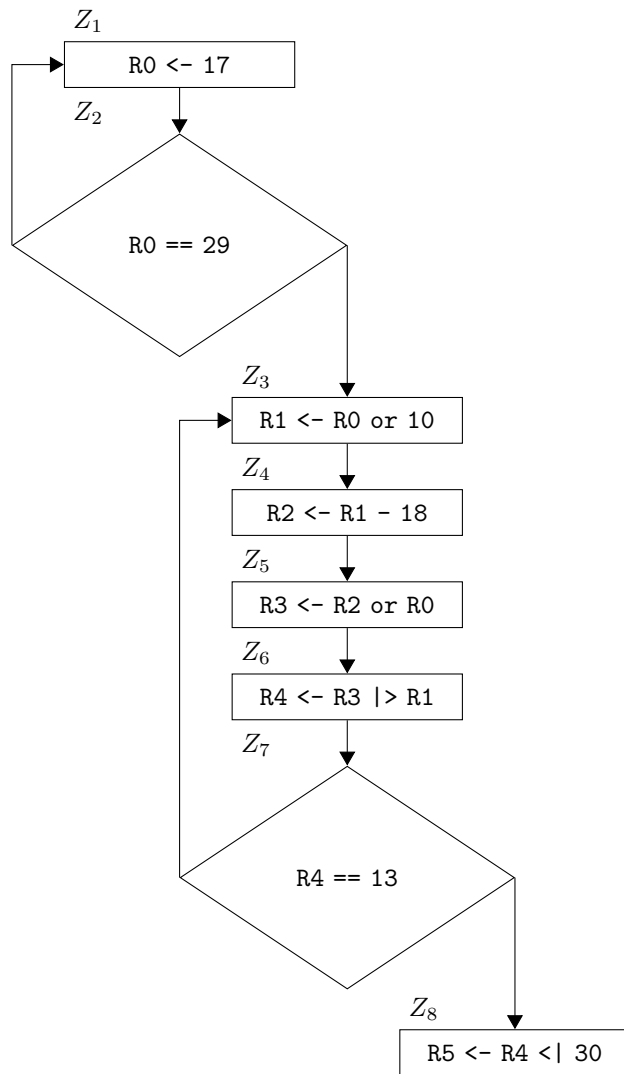 Z1
R0 <- 17
Z2
R0 == 29
Z3
R1 <- R0 or 10
Z4
R2 <- R1 - 18
Z5
R3 <- R2 or R0
Z6
R4 <- R3 |> R1
Z7
R4 == 13
Z8
R5 <- R4 <| 30